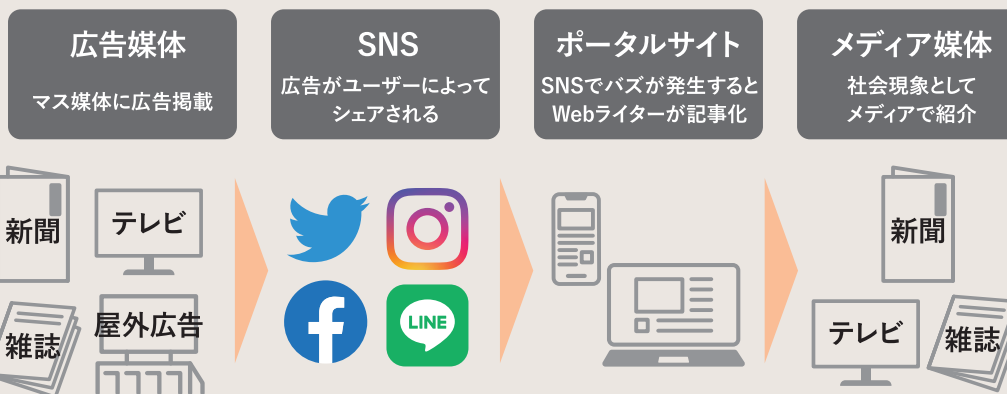 広告媒体
マス媒体に広告掲載
SNS
広告がユーザーによって
シェアされる
ポータルサイト
SNSでバズが発生すると
Webライターが記事化
メディア媒体
社会現象として
メディアで紹介
新聞
テレビ
雑誌
屋外広告
LINE
新聞
テレビ
雑誌